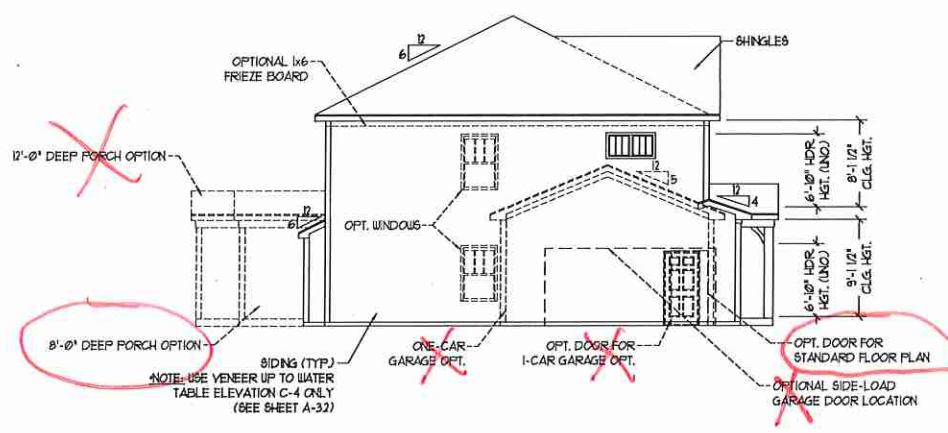 12
6
SHINGLES
OPTIONAL 1x6
FRIEZE BOARD
12'-0" DEEP PORCH OPTION
12
6
OPT. WINDOWS
12
5
12
4
6'-10" HDR.
HGT. (UNO.)
8'-1 1/2"
CLG. HGT.
6'-10" HDR.
HGT. (UNO.)
9'-1 1/2"
CLG. HGT.
8'-0" DEEP PORCH OPTION
SIDING (TYP.)
*NOTE: USE VENEER UP TO WATER
TABLE ELEVATION C-4 ONLY
(SEE SHEET A-3.2)
ONE-CAR
GARAGE OPT.
OPT. DOOR FOR
1-CAR GARAGE OPT.
OPT. DOOR FOR
STANDARD FLOOR PLAN
OPTIONAL SIDE-LOAD
GARAGE DOOR LOCATION